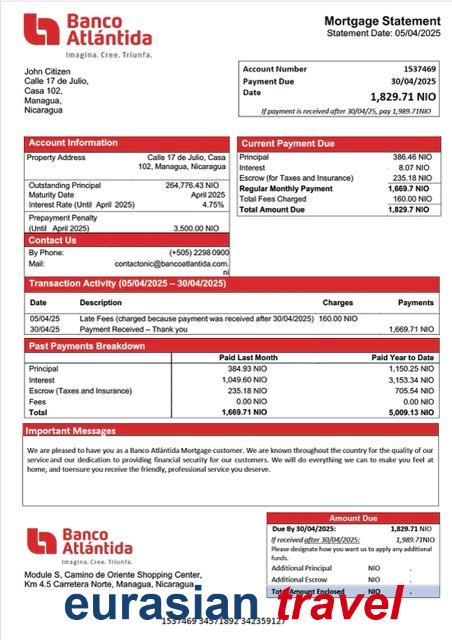 Banco
Atlántida
Imagina. Cree. Triunfa.
Mortgage Statement
Statement Date: 05/04/2025
John Citizen
Calle 17 de Julio,
Casa 102,
Managua,
Nicaragua
Account Number 1537469
Payment Due 30/04/2025
Date 1,829.71 NIO
If payment is received after 30/04/25, pay 1,989.71NIO
Account Information
Property Address Calle 17 de Julio, Casa
102, Managua, Nicaragua
Outstanding Principal 264,776.43 NIO
Maturity Date April 2025
Interest Rate (Until April 2025) 4.75%
Prepayment Penalty
(Until April 2025) 3,500.00 NIO
Contact Us
By Phone: (+505) 2298 0900
Mail: contactonic@bancoatlantida.com.
ni
Current Payment Due
Principal 386.46 NIO
Interest 8.07 NIO
Escrow (for Taxes and Insurance) 235.18 NIO
Regular Monthly Payment 1,669.7 NIO
Total Fees Charged 160.00 NIO
Total Amount Due 1,829.7 NIO
Transaction Activity (05/04/2025 – 30/04/2025)
Date Description Charges Payments
05/04/25 Late Fees (charged because payment was received after 30/04/2025) 160.00 NIO
30/04/25 Payment Received – Thank you 1,669.71 NIO
Past Payments Breakdown
Paid Last Month Paid Year to Date
Principal 384.93 NIO 1,150.25 NIO
Interest 1,049.60 NIO 3,153.34 NIO
Escrow (Taxes and Insurance) 235.18 NIO 705.54 NIO
Fees 0.00 NIO 0.00 NIO
Total 1,669.71 NIO 5,009.13 NIO
Important Messages
We are pleased to have you as a Banco Atlántida Mortgage customer. We are known throughout the country for the quality of our
service and our dedication to providing financial security for our customers. We will do everything we can to make you feel at
home, and toensure you receive the friendly, professional service you deserve.
Banco
Atlántida
Imagina. Cree. Triunfa.
Module S, Camino de Oriente Shopping Center,
Km 4.5 Carretera Norte, Managua, Nicaragua
Amount Due
Due By 30/04/2025: 1,829.71 NIO
If received after 30/04/2025: 1,989.71NIO
Please designate how you want us to apply any additional
funds.
Additional Principal NIO .
Additional Escrow NIO .
Total Amount Enclosed NIO .
eurasian travel
1537469 34571892 342359127